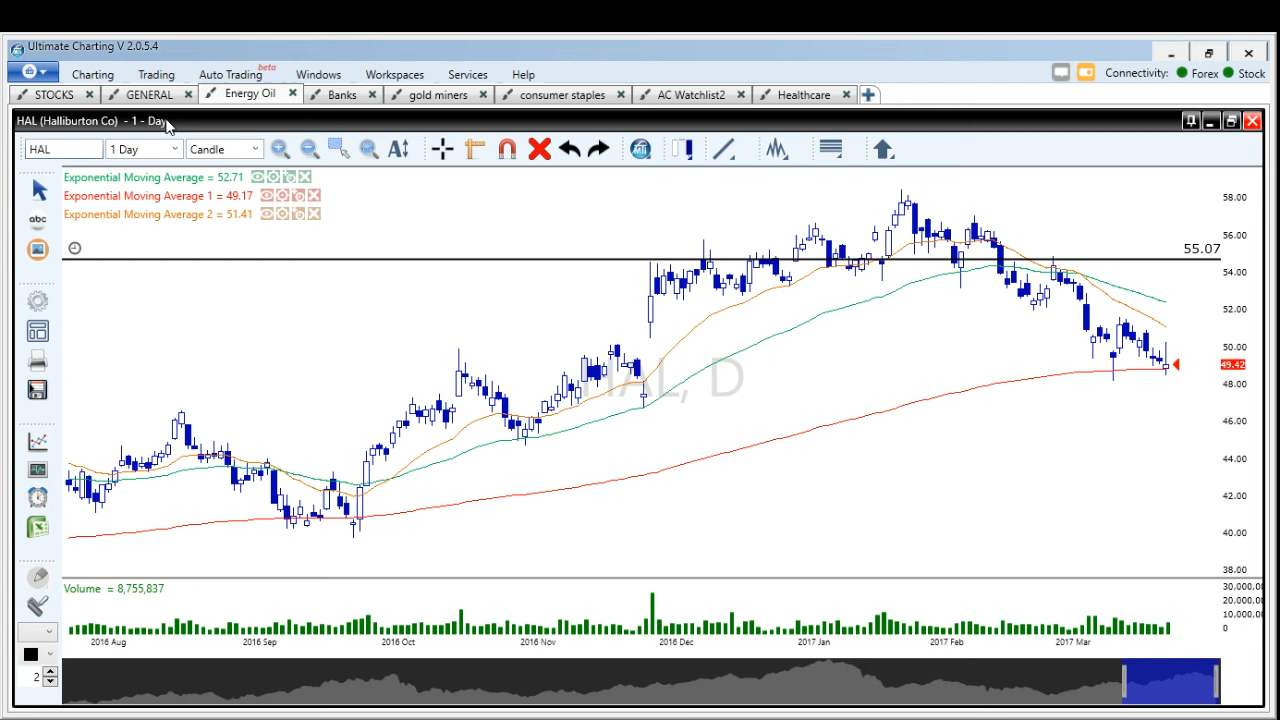 Ultimate Charting V 2.0.5.4
Charting Trading Auto Trading beta Windows Workspaces Services Help Connectivity: Forex Stock
STOCKS GENERAL Energy Oil Banks gold miners consumer staples AC Watchlist2 Healthcare
HAL (Halliburton Co) - 1 - Day
HAL 1 Day Candle
Exponential Moving Average = 52.71
Exponential Moving Average 1 = 49.17
Exponential Moving Average 2 = 51.41
abc
55.07
HAL, D
58.00
56.00
54.00
52.00
50.00
49.42
48.00
46.00
44.00
42.00
40.00
38.00
Volume = 8,755,837
30,000,
20,000,
10,000,
0
2016 Aug 2016 Sep 2016 Oct 2016 Nov 2016 Dec 2017 Jan 2017 Feb 2017 Mar
2